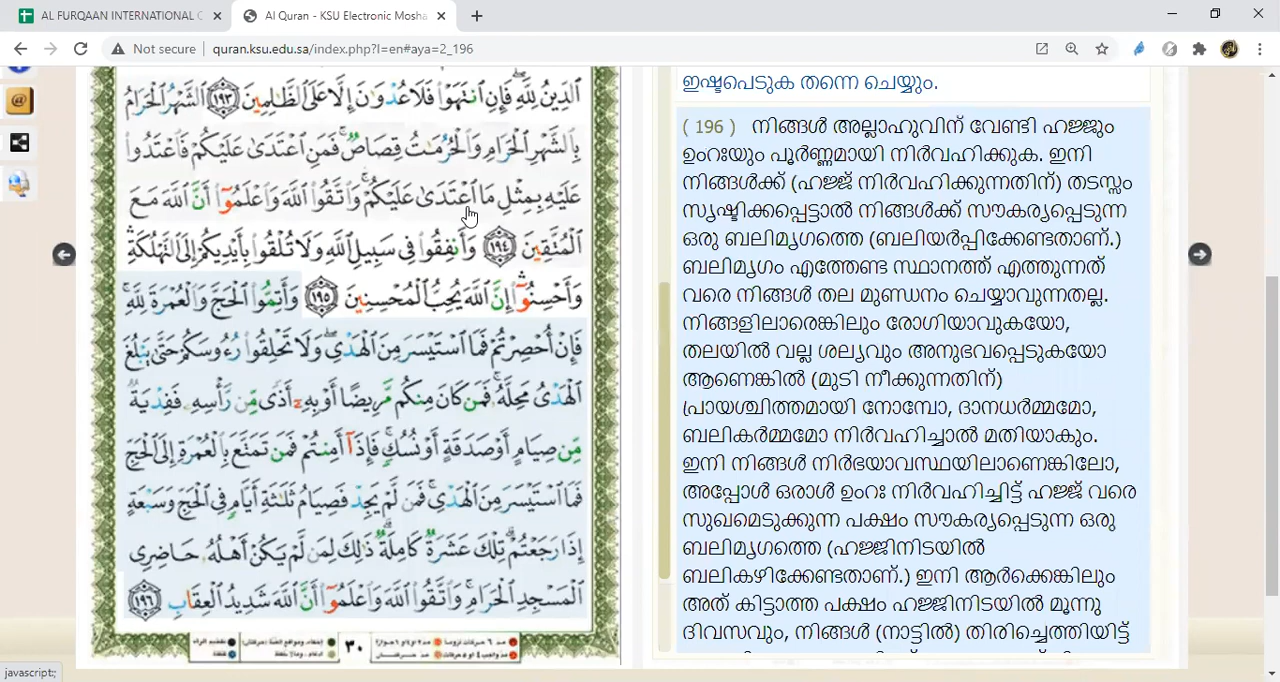 AL FURQAAN INTERNATIONAL C
Al Quran - KSU Electronic Mosha
Not secure
quran.ksu.edu.sa/index.php?l=en#aya=2_196
ٱلدِّينُ لِلَّهِ ۖ فَإِنِ ٱنتَهَوْا۟ فَلَا عُدْوَٰنَ إِلَّا عَلَى ٱلظَّـٰلِمِينَ ١٩٣ ٱلشَّهْرُ ٱلْحَرَامُ
بِٱلشَّهْرِ ٱلْحَرَامِ وَٱلْحُرُمَـٰتُ قِصَاصٌ ۚ فَمَنِ ٱعْتَدَىٰ عَلَيْكُمْ فَٱعْتَدُوا۟
عَلَيْهِ بِمِثْلِ مَا ٱعْتَدَىٰ عَلَيْكُمْ ۚ وَٱتَّقُوا۟ ٱللَّهَ وَٱعْلَمُوٓا۟ أَنَّ ٱللَّهَ مَعَ
ٱلْمُتَّقِينَ ١٩٤ وَأَنفِقُوا۟ فِى سَبِيلِ ٱللَّهِ وَلَا تُلْقُوا۟ بِأَيْدِيكُمْ إِلَى ٱلتَّهْلُكَةِ ۛ
وَأَحْسِنُوٓا۟ ۛ إِنَّ ٱللَّهَ يُحِبُّ ٱلْمُحْسِنِينَ ١٩٥ وَأَتِمُّوا۟ ٱلْحَجَّ وَٱلْعُمْرَةَ لِلَّهِ ۚ
فَإِنْ أُحْصِرْتُمْ فَمَا ٱسْتَيْسَرَ مِنَ ٱلْهَدْىِ ۖ وَلَا تَحْلِقُوا۟ رُءُوسَكُمْ حَتَّىٰ يَبْلُغَ
ٱلْهَدْىُ مَحِلَّهُۥ ۚ فَمَن كَانَ مِنكُم مَّرِيضًا أَوْ بِهِۦٓ أَذًى مِّن رَّأْسِهِۦ فَفِدْيَةٌ
مِّن صِيَامٍ أَوْ صَدَقَةٍ أَوْ نُسُكٍ ۚ فَإِذَآ أَمِنتُمْ فَمَن تَمَتَّعَ بِٱلْعُمْرَةِ إِلَى ٱلْحَجِّ
فَمَا ٱسْتَيْسَرَ مِنَ ٱلْهَدْىِ ۚ فَمَن لَّمْ يَجِدْ فَصِيَامُ ثَلَـٰثَةِ أَيَّامٍ فِى ٱلْحَجِّ وَسَبْعَةٍ
إِذَا رَجَعْتُمْ ۗ تِلْكَ عَشَرَةٌ كَامِلَةٌ ۗ ذَٰلِكَ لِمَن لَّمْ يَكُنْ أَهْلُهُۥ حَاضِرِى
ٱلْمَسْجِدِ ٱلْحَرَامِ ۚ وَٱتَّقُوا۟ ٱللَّهَ وَٱعْلَمُوٓا۟ أَنَّ ٱللَّهَ شَدِيدُ ٱلْعِقَابِ ١٩٦
٣٠
ഇഷ്ടപെടുക തന്നെ ചെയ്യും.
( 196 ) നിങ്ങള്‍ അല്ലാഹുവിന് വേണ്ടി ഹജ്ജും
ഉംറഃയും പൂര്‍ണ്ണമായി നിര്‍വഹിക്കുക. ഇനി
നിങ്ങള്‍ക്ക് (ഹജ്ജ് നിര്‍വഹിക്കുന്നതിന്) തടസ്സം
സൃഷ്ടിക്കപ്പെട്ടാല്‍ നിങ്ങള്‍ക്ക് സൗകര്യപ്പെടുന്ന
ഒരു ബലിമൃഗത്തെ (ബലിയര്‍പ്പിക്കേണ്ടതാണ്.)
ബലിമൃഗം എത്തേണ്ട സ്ഥാനത്ത് എത്തുന്നത്
വരെ നിങ്ങള്‍ തല മുണ്ഡനം ചെയ്യാവുന്നതല്ല.
നിങ്ങളിലാരെങ്കിലും രോഗിയാവുകയോ,
തലയില്‍ വല്ല ശല്യവും അനുഭവപ്പെടുകയോ
ആണെങ്കില്‍ (മുടി നീക്കുന്നതിന്)
പ്രായശ്ചിത്തമായി നോമ്പോ, ദാനധര്‍മ്മമോ,
ബലികര്‍മ്മമോ നിര്‍വഹിച്ചാല്‍ മതിയാകും.
ഇനി നിങ്ങള്‍ നിര്‍ഭയാവസ്ഥയിലാണെങ്കിലോ,
അപ്പോള്‍ ഒരാള്‍ ഉംറഃ നിര്‍വഹിച്ചിട്ട് ഹജ്ജ് വരെ
സുഖമെടുക്കുന്ന പക്ഷം സൗകര്യപ്പെടുന്ന ഒരു
ബലിമൃഗത്തെ (ഹജ്ജിനിടയില്‍
ബലികഴിക്കേണ്ടതാണ്.) ഇനി ആര്‍ക്കെങ്കിലും
അത് കിട്ടാത്ത പക്ഷം ഹജ്ജിനിടയില്‍ മൂന്നു
ദിവസവും, നിങ്ങള്‍ (നാട്ടില്‍) തിരിച്ചെത്തിയിട്ട്
javascript:;